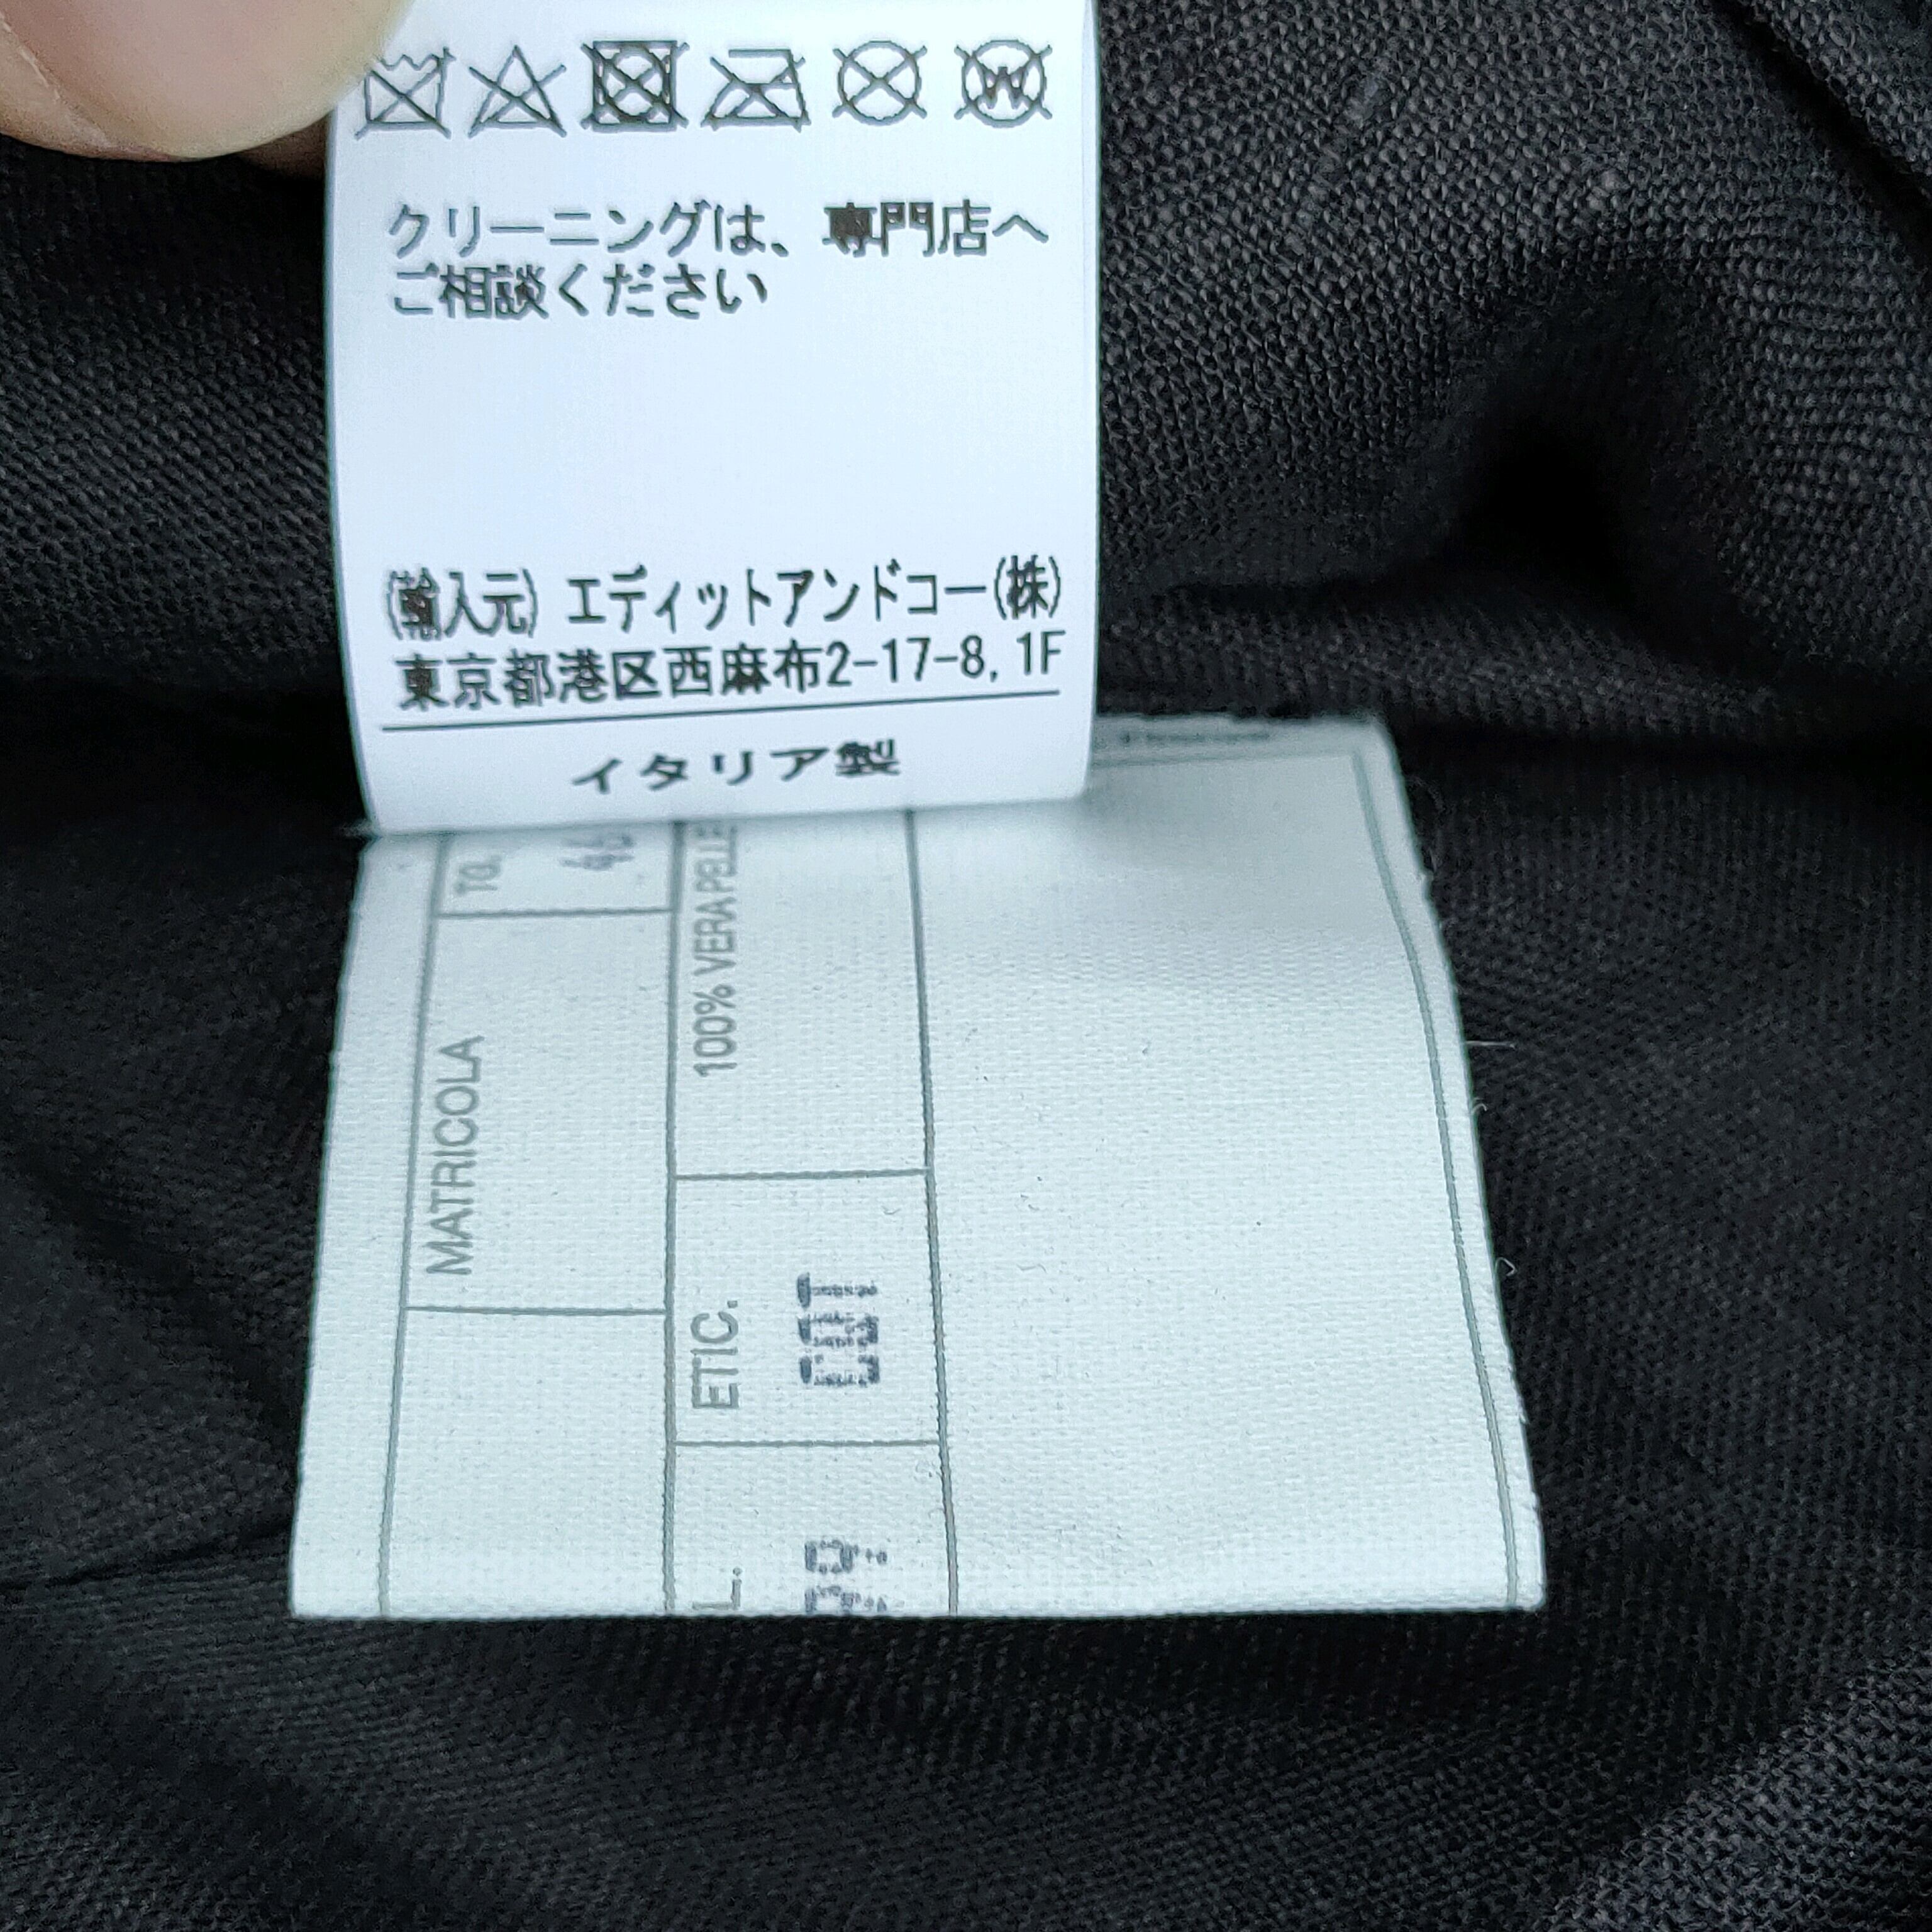 クリーニングは、専門店へ
ご相談ください
(輸入元) エディットアンドコー(株)
東京都港区西麻布2-17-8, 1F
イタリア製
TG.
MATRICOLA
100% VERA PELLE
ETIC.
L.